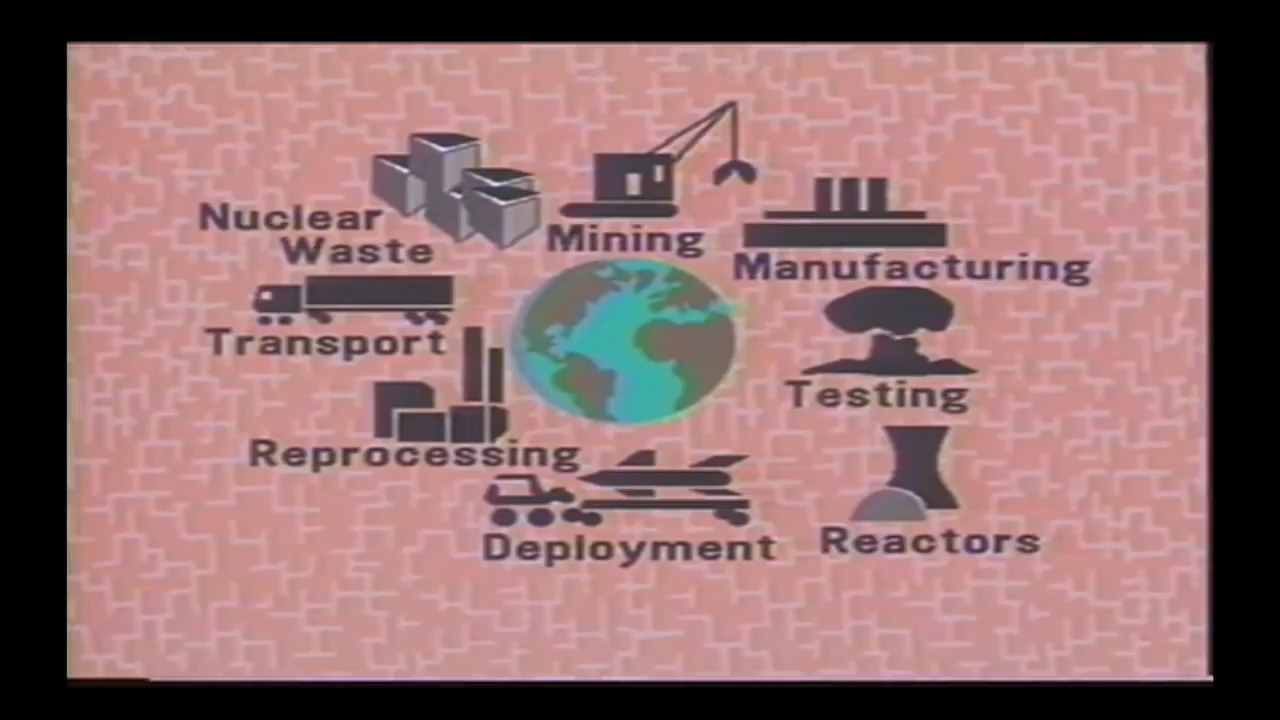 Nuclear
Waste
Mining
Manufacturing
Transport
Testing
Reprocessing
Deployment
Reactors